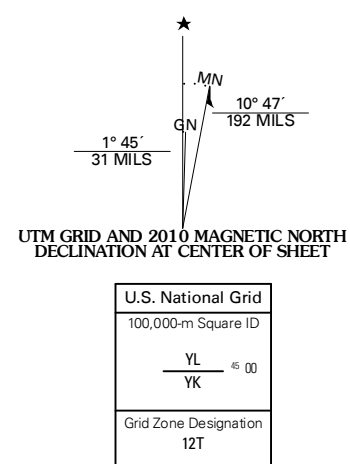 MN
10° 47´
192 MILS
GN
1° 45´
31 MILS
UTM GRID AND 2010 MAGNETIC NORTH
DECLINATION AT CENTER OF SHEET
U.S. National Grid
100,000-m Square ID
YL
45 00
YK
Grid Zone Designation
12T